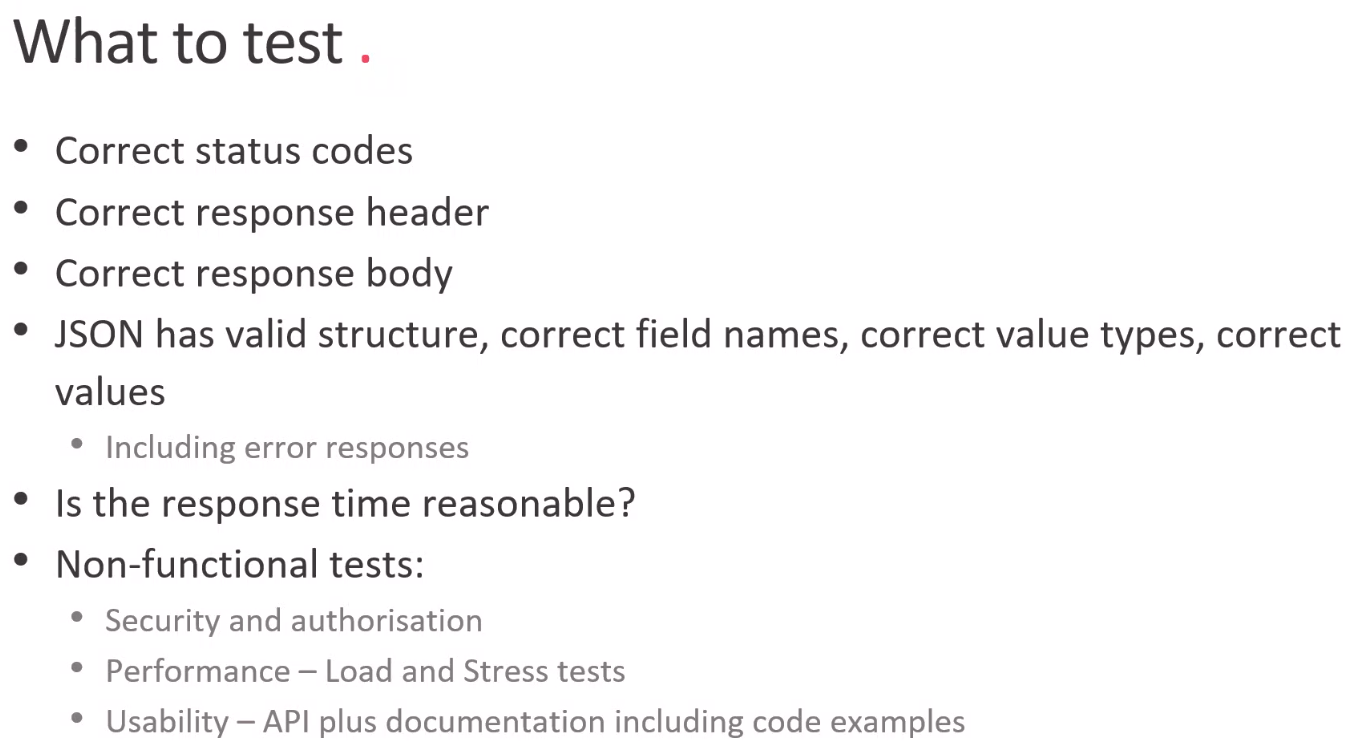 What to test .
• Correct status codes
• Correct response header
• Correct response body
• JSON has valid structure, correct field names, correct value types, correct
values
• Including error responses
• Is the response time reasonable?
• Non-functional tests:
• Security and authorisation
• Performance – Load and Stress tests
• Usability – API plus documentation including code examples